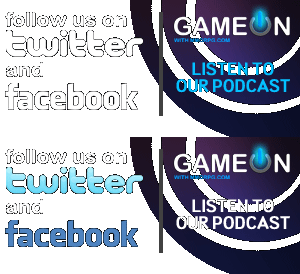 follow us on
twitter
and
facebook
GAMEON
LISTEN TO
OUR PODCAST
follow us on
twitter
and
facebook
GAMEON
LISTEN TO
OUR PODCAST